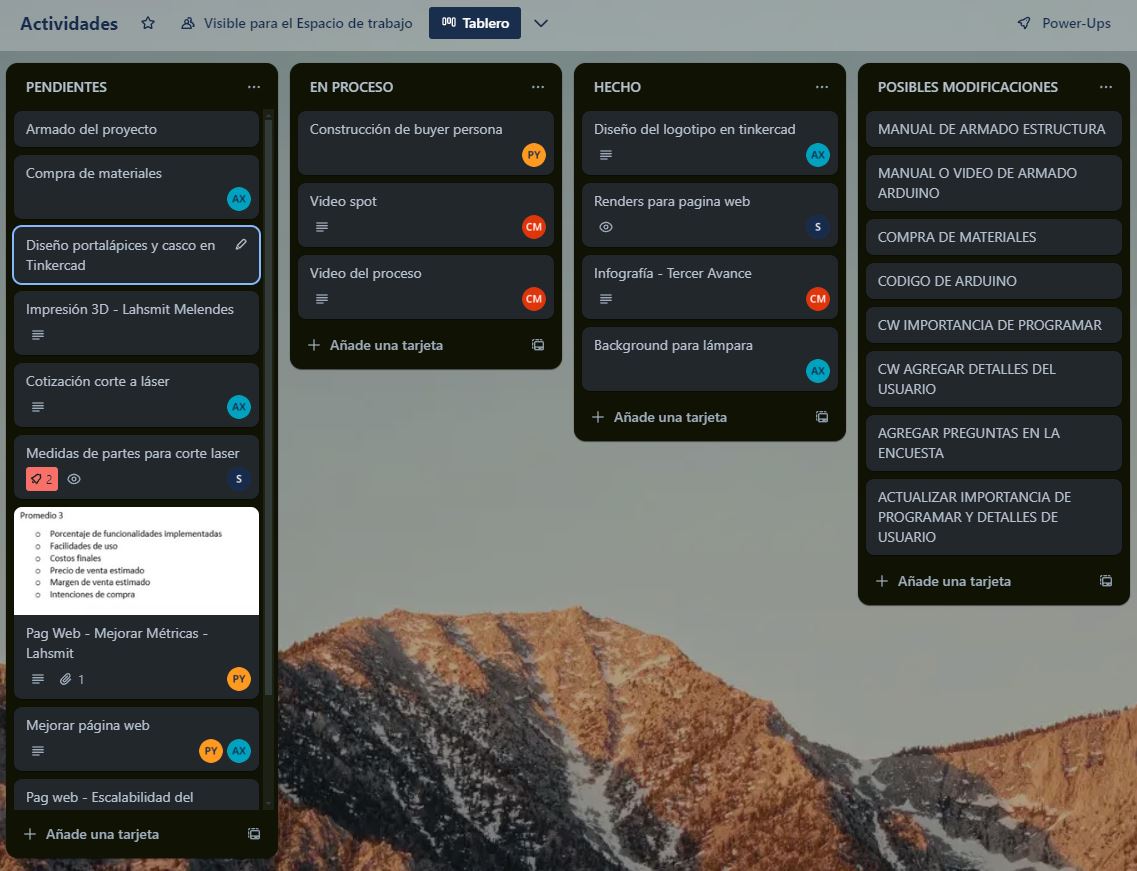 Actividades
Visible para el Espacio de trabajo
Tablero
Power-Ups
PENDIENTES
Armado del proyecto
Compra de materiales
AX
Diseño portalápices y casco en
Tinkercad
Impresión 3D - Lahsmit Melendes
Cotización corte a láser
AX
Medidas de partes para corte laser
2
S
Promedio 3
Porcentaje de funcionalidades implementadas
Facilidades de uso
Costos finales
Precio de venta estimado
Margen de venta estimado
Intenciones de compra
Pag Web - Mejorar Métricas -
Lahsmit
1
PY
Mejorar página web
PY AX
Pag web - Escalabilidad del
Añade una tarjeta
EN PROCESO
Construcción de buyer persona
PY
Video spot
CM
Video del proceso
CM
Añade una tarjeta
HECHO
Diseño del logotipo en tinkercad
AX
Renders para pagina web
S
Infografía - Tercer Avance
CM
Background para lámpara
AX
Añade una tarjeta
POSIBLES MODIFICACIONES
MANUAL DE ARMADO ESTRUCTURA
MANUAL O VIDEO DE ARMADO
ARDUINO
COMPRA DE MATERIALES
CODIGO DE ARDUINO
CW IMPORTANCIA DE PROGRAMAR
CW AGREGAR DETALLES DEL
USUARIO
AGREGAR PREGUNTAS EN LA
ENCUESTA
ACTUALIZAR IMPORTANCIA DE
PROGRAMAR Y DETALLES DE
USUARIO
Añade una tarjeta